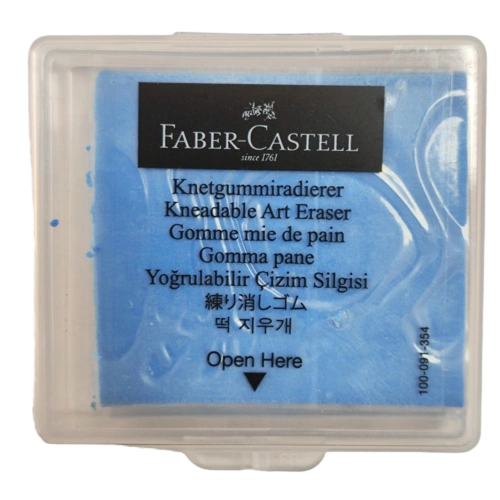 FABER-CASTELL
since 1761
Knetgummiradierer
Kneadable Art Eraser
Gomme mie de pain
Gomma pane
Yoğrulabilir Çizim Silgisi
練り消しゴム
떡 지우개
Open Here
100-091-354